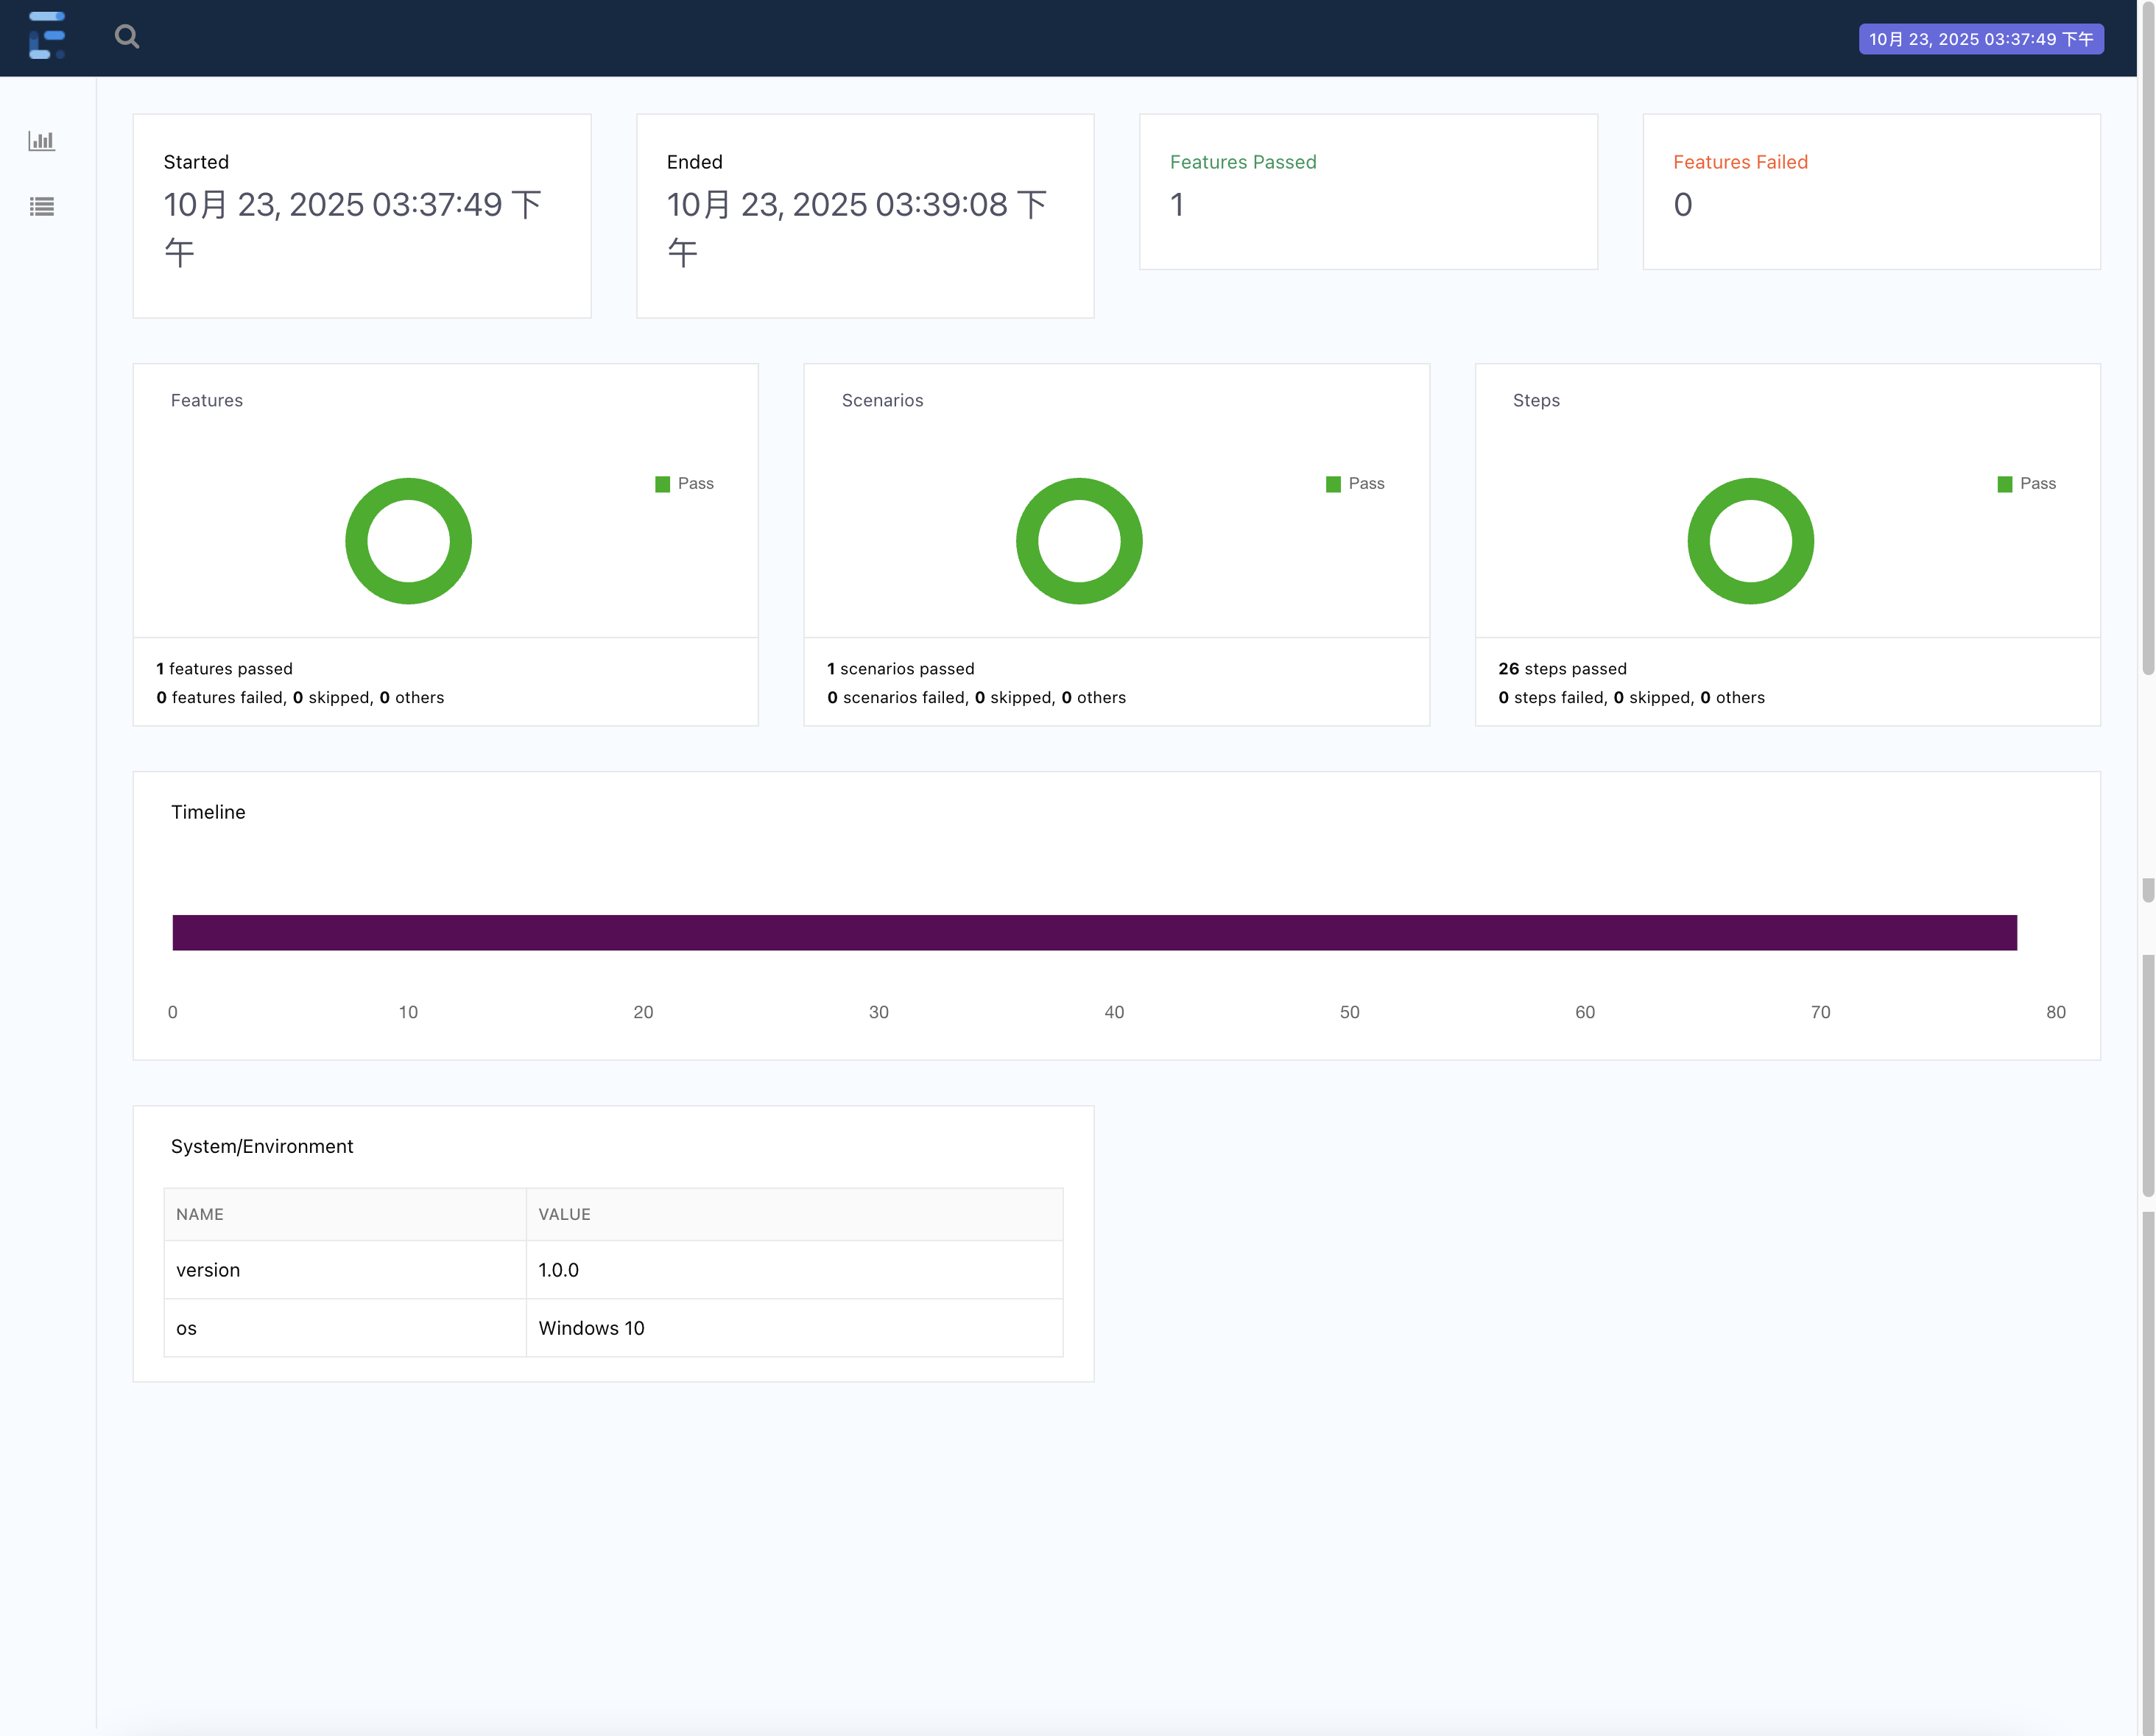 10月 23, 2025 03:37:49 下午
Started
10月 23, 2025 03:37:49 下
午
Ended
10月 23, 2025 03:39:08 下
午
Features Passed
1
Features Failed
0
Features
Pass
1 features passed
0 features failed, 0 skipped, 0 others
Scenarios
Pass
1 scenarios passed
0 scenarios failed, 0 skipped, 0 others
Steps
Pass
26 steps passed
0 steps failed, 0 skipped, 0 others
Timeline
0 10 20 30 40 50 60 70 80
System/Environment
NAME VALUE
version 1.0.0
os Windows 10